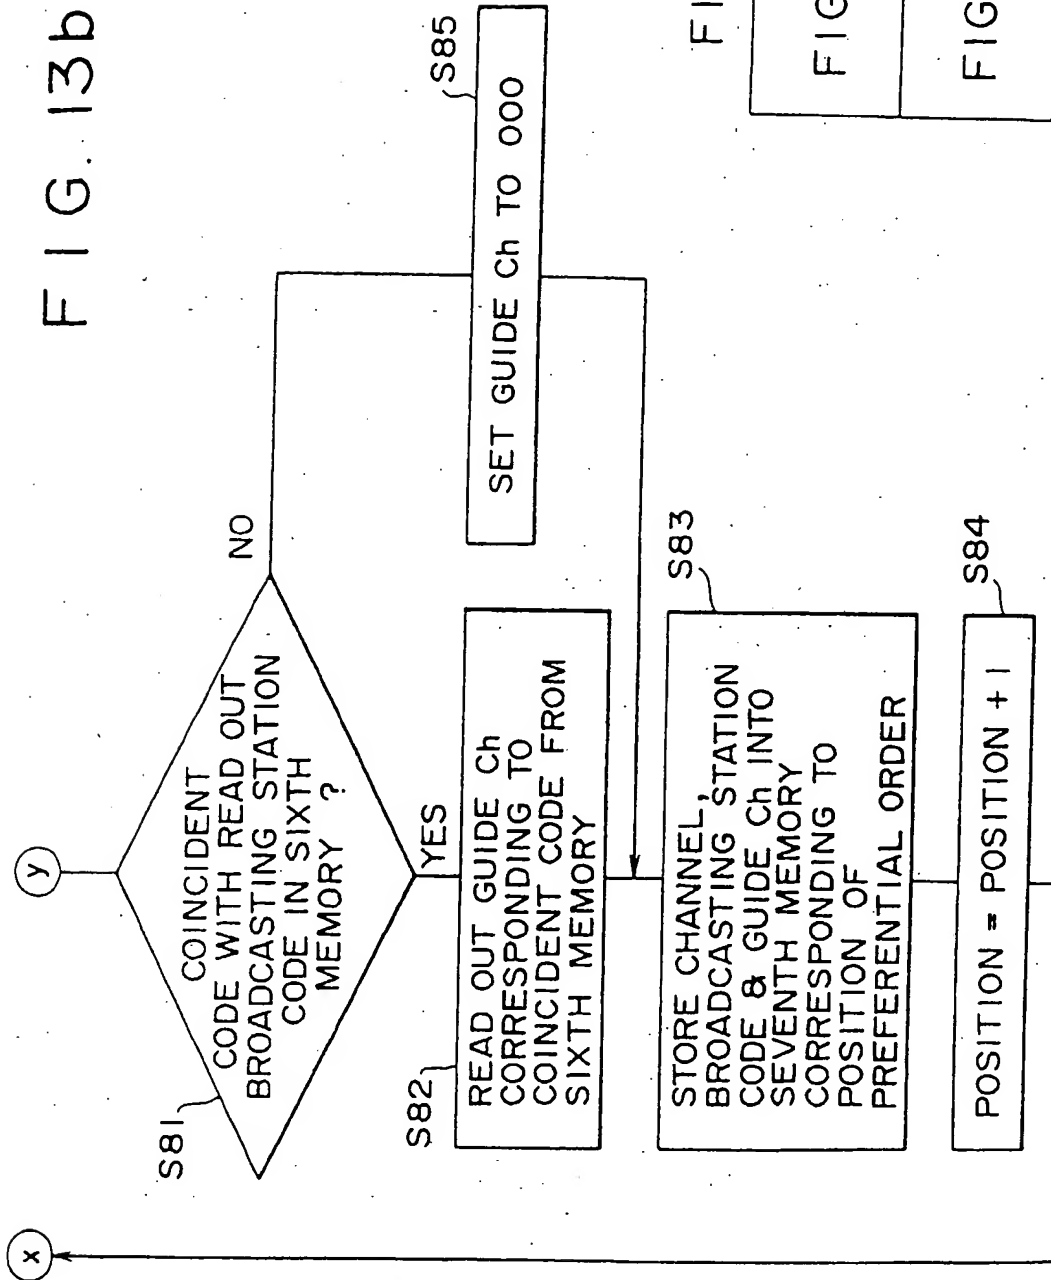 FIG. 13b
y
x
S81
COINCIDENT
CODE WITH READ OUT
BROADCASTING STATION
CODE IN SIXTH
MEMORY ?
NO
YES
S85
SET GUIDE Ch TO 000
S82
READ OUT GUIDE Ch
CORRESPONDING TO
COINCIDENT CODE FROM
SIXTH MEMORY
S83
STORE CHANNEL,
BROADCASTING STATION
CODE & GUIDE Ch INTO
SEVENTH MEMORY
CORRESPONDING TO
POSITION OF
PREFERENTIAL ORDER
S84
POSITION = POSITION + 1
FIG
FIG